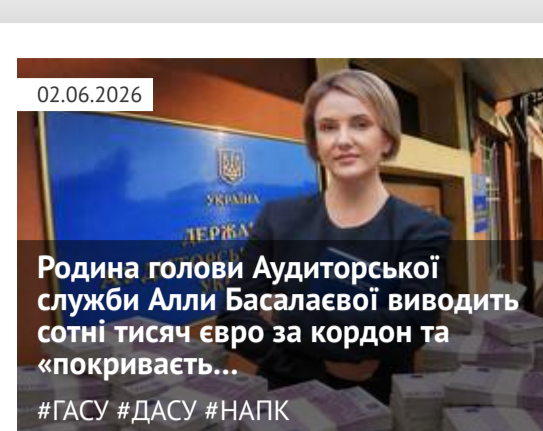 02.06.2026
УКРАЇНА
ДЕРЖА
Родина голови Аудиторської
служби Алли Басалаєвої виводить
сотні тисяч євро за кордон та
«покриваєть...
#ГАСУ #ДАСУ #НАПК